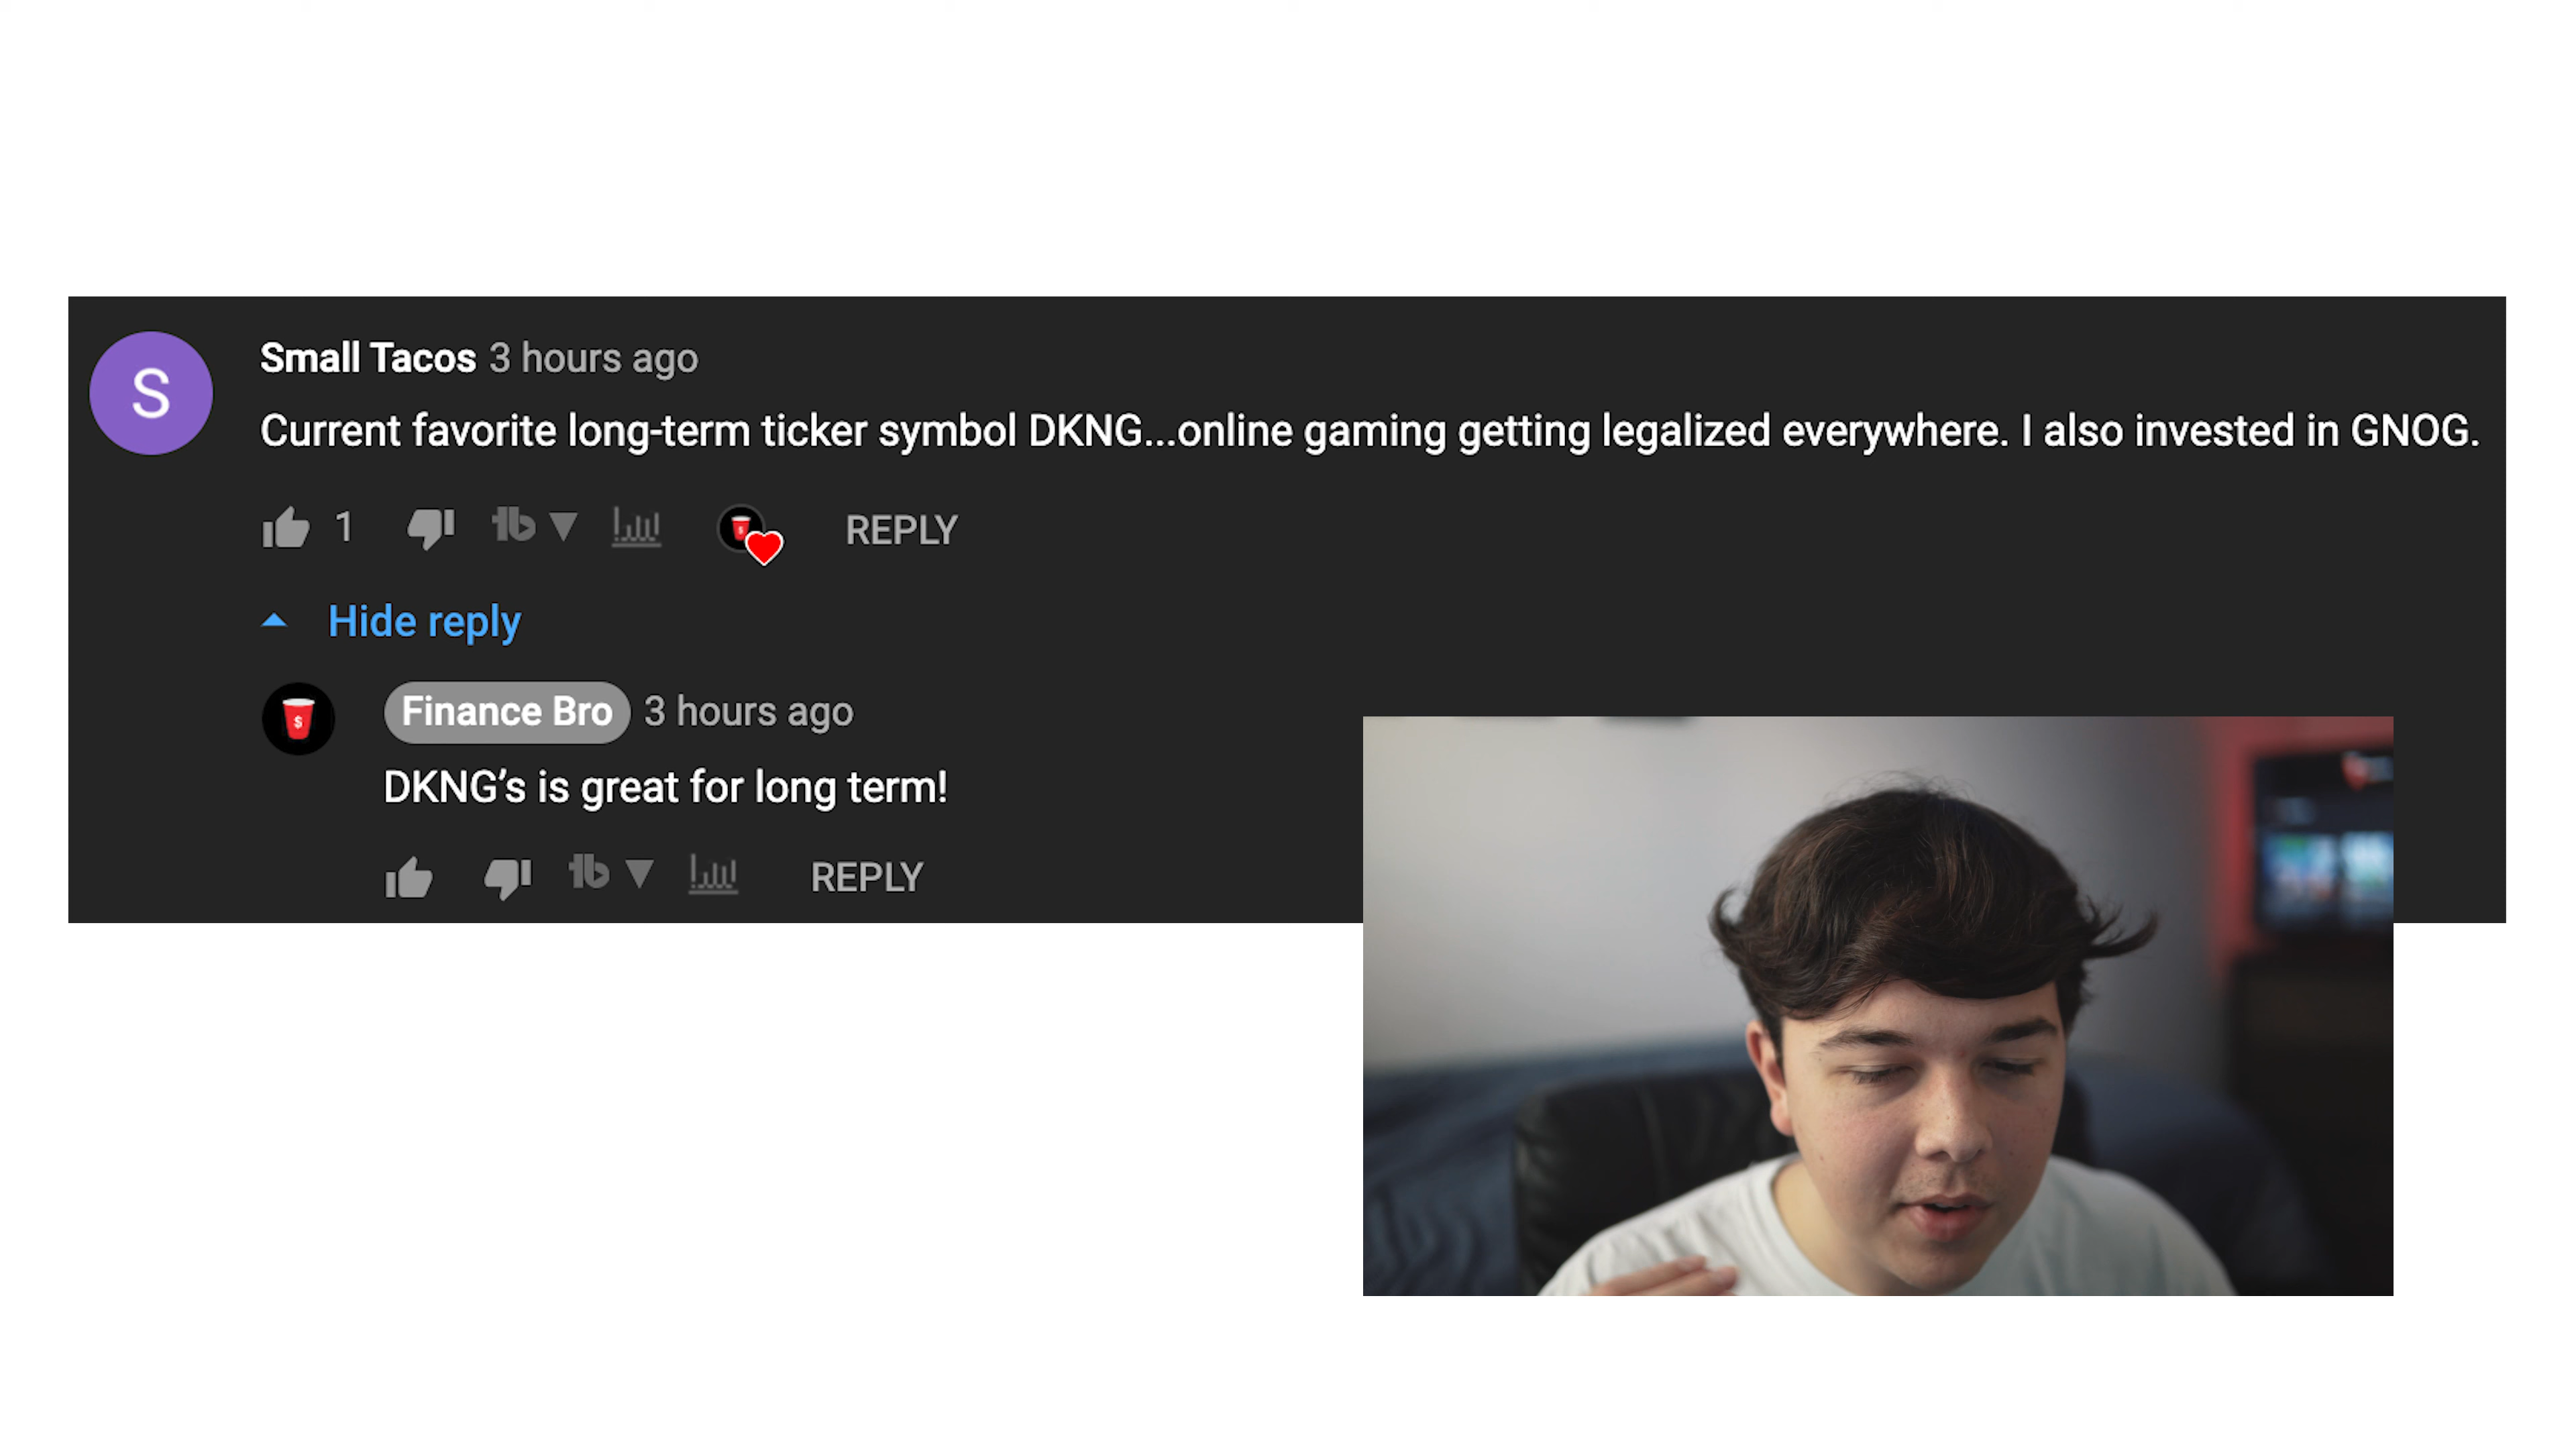 S
Small Tacos 3 hours ago
Current favorite long-term ticker symbol DKNG...online gaming getting legalized everywhere. I also invested in GNOG.
1
REPLY
Hide reply
$
Finance Bro 3 hours ago
DKNG’s is great for long term!
REPLY